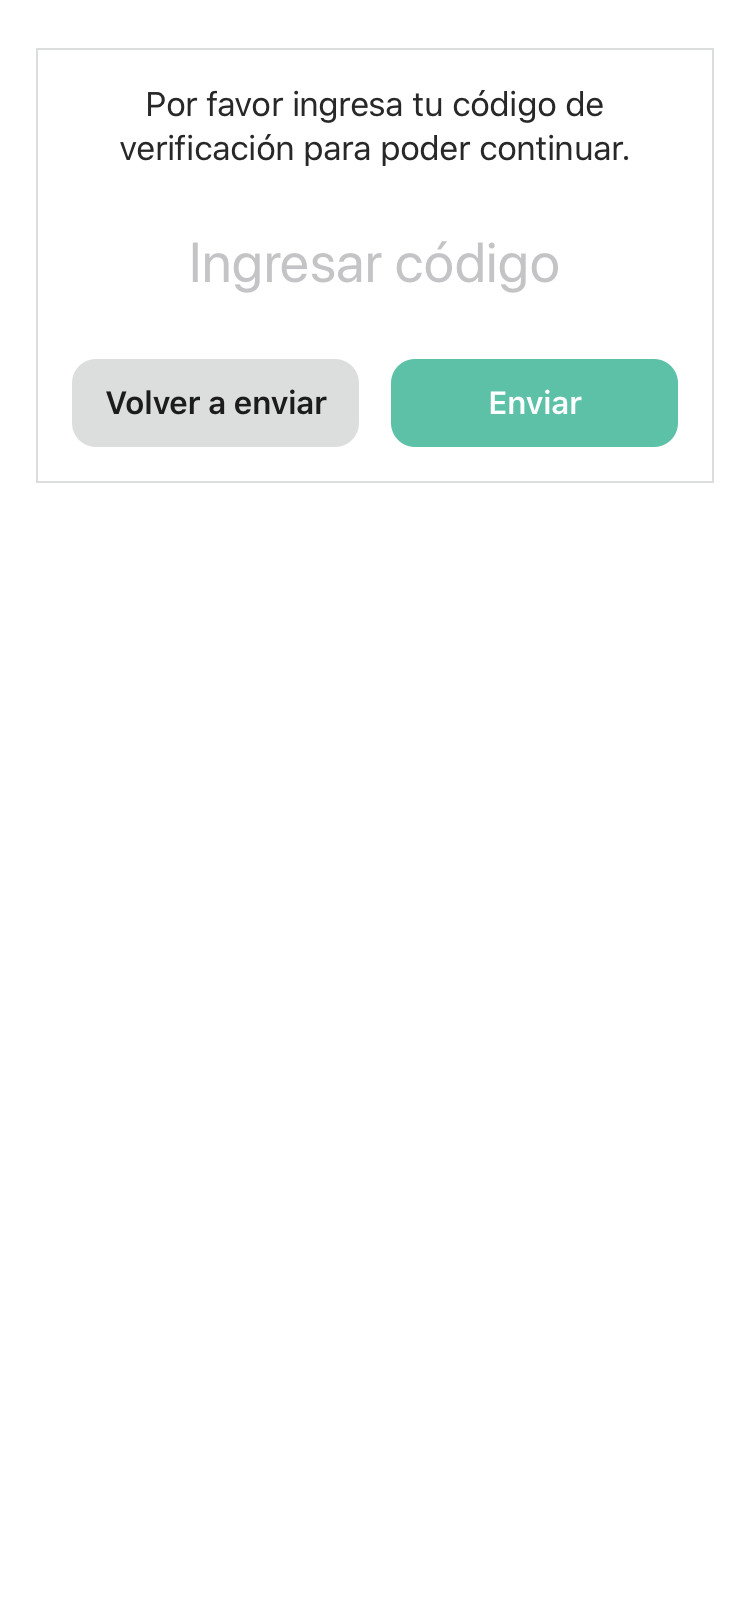 Por favor ingresa tu código de
verificación para poder continuar.
Ingresar código
Volver a enviar
Enviar